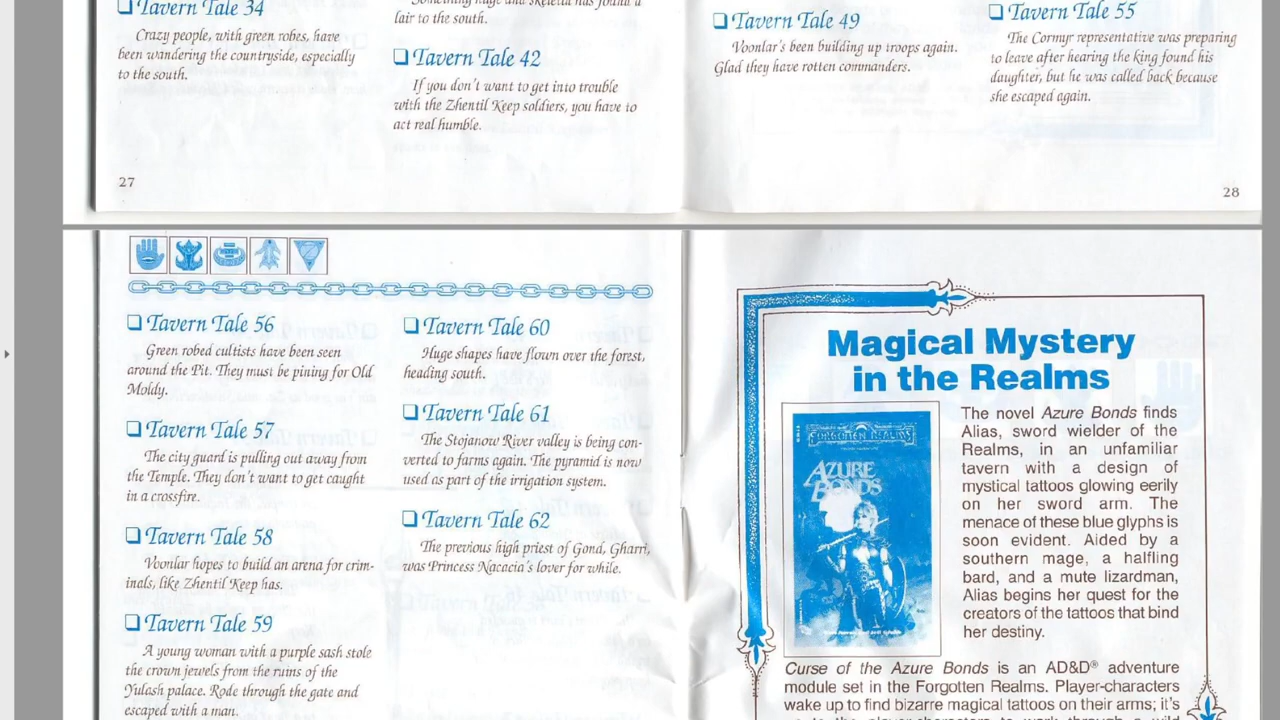 Tavern Tale 34
Crazy people, with green robes, have
been wandering the countryside, especially
to the south.
lair to the south.
Tavern Tale 42
If you don't want to get into trouble
with the Zhentil Keep soldiers, you have to
act real humble.
27
Tavern Tale 49
Voonlar's been building up troops again.
Glad they have rotten commanders.
Tavern Tale 55
The Cormyr representative was preparing
to leave after hearing the king found his
daughter, but he was called back because
she escaped again.
28
Tavern Tale 56
Green robed cultists have been seen
around the Pit. They must be pining for Old
Moldy.
Tavern Tale 57
The city guard is pulling out away from
the Temple. They don't want to get caught
in a crossfire.
Tavern Tale 58
Voonlar hopes to build an arena for crim-
inals, like Zhentil Keep has.
Tavern Tale 59
A young woman with a purple sash stole
the crown jewels from the ruins of the
Yulash palace. Rode through the gate and
escaped with a man.
Tavern Tale 60
Huge shapes have flown over the forest,
heading south.
Tavern Tale 61
The Stojanow River valley is being con-
verted to farms again. The pyramid is now
used as part of the irrigation system.
Tavern Tale 62
The previous high priest of Gond, Gharri,
was Princess Nacacia's lover for while.
Magical Mystery
in the Realms
FORGOTTEN REALMS
AZURE
BONDS
The novel Azure Bonds finds
Alias, sword wielder of the
Realms, in an unfamiliar
tavern with a design of
mystical tattoos glowing eerily
on her sword arm. The
menace of these blue glyphs is
soon evident. Aided by a
southern mage, a halfling
bard, and a mute lizardman,
Alias begins her quest for the
creators of the tattoos that bind
her destiny.
Curse of the Azure Bonds is an AD&D® adventure
module set in the Forgotten Realms. Player-characters
wake up to find bizarre magical tattoos on their arms; it's